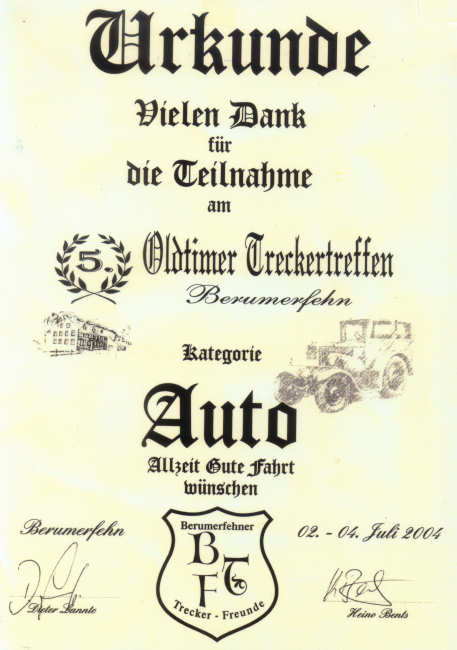 Urkunde
Vielen Dank
für
die Teilnahme
am
5. Oldtimer Treckertreffen
Berumerfehn
Kategorie
Auto
Allzeit Gute Fahrt
wünschen
Berumerfehn
Berumerfehner
BTF
Trecker - Freunde
02. - 04. Juli 2004
Dieter Lannte
Heino Bents